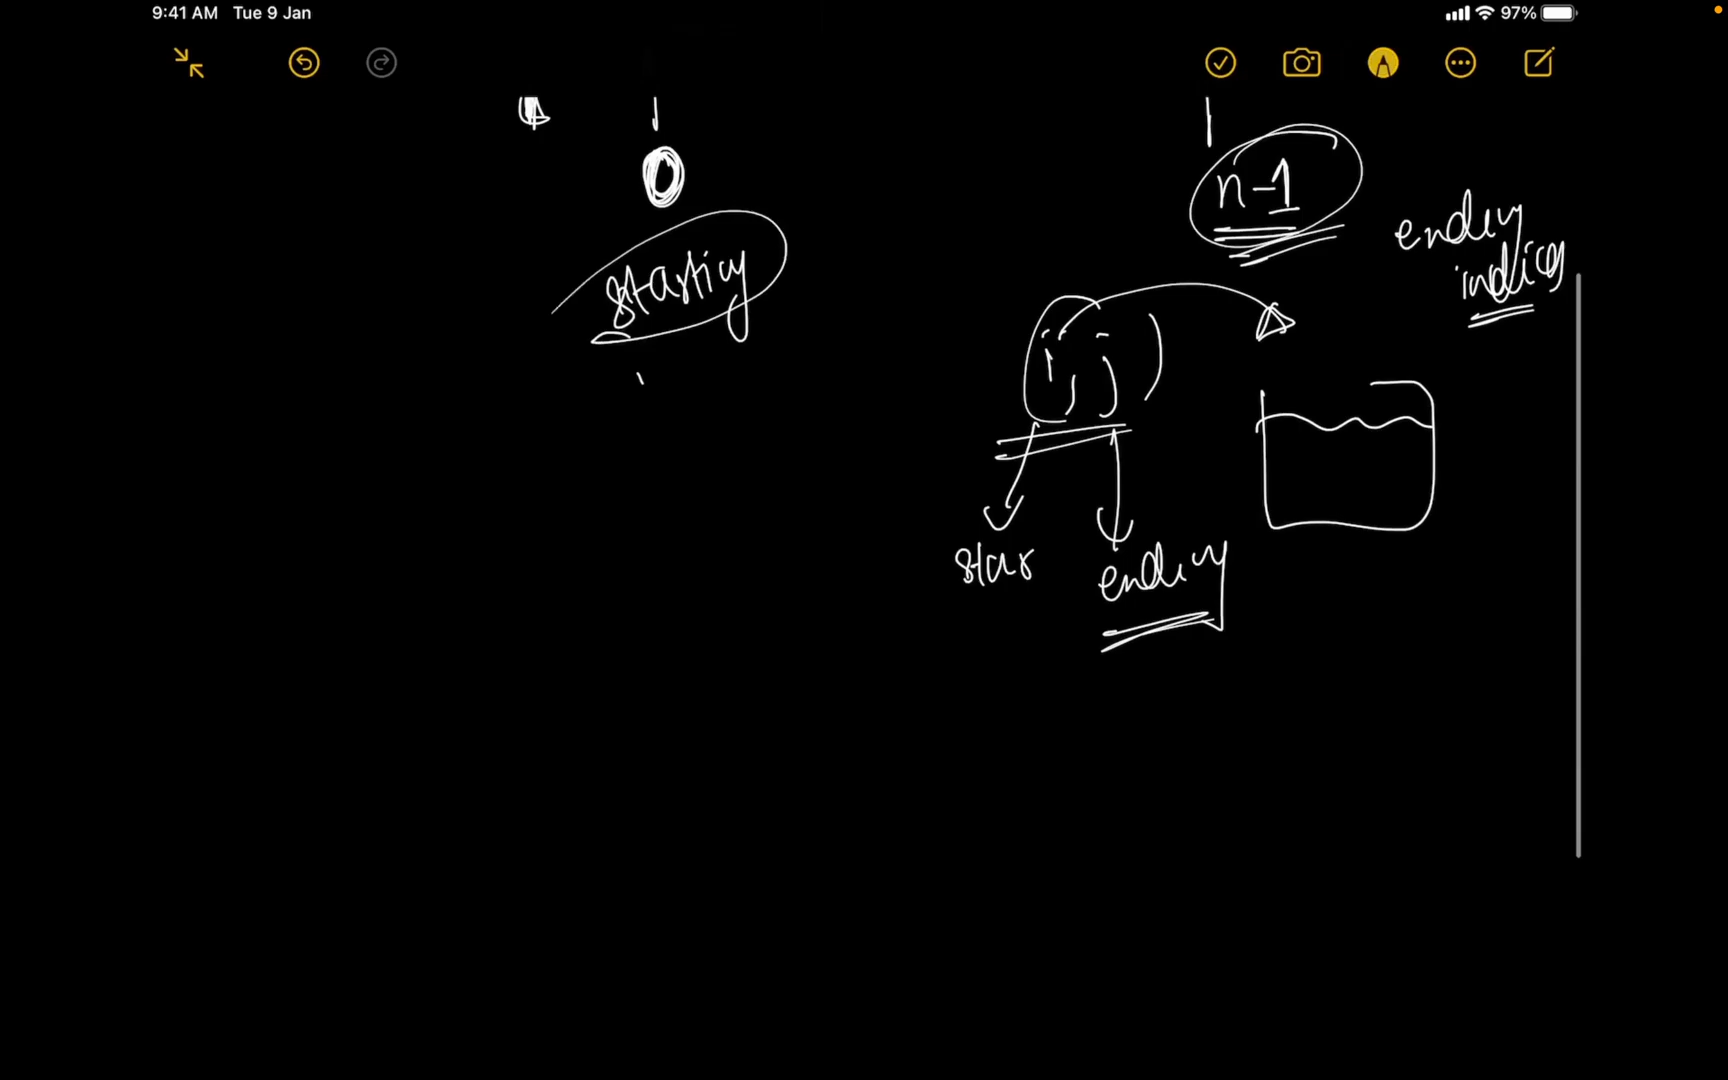 9:41 AM Tue 9 Jan
97%
0
n-1
starting
ending
indices
(i, j)
star
ending